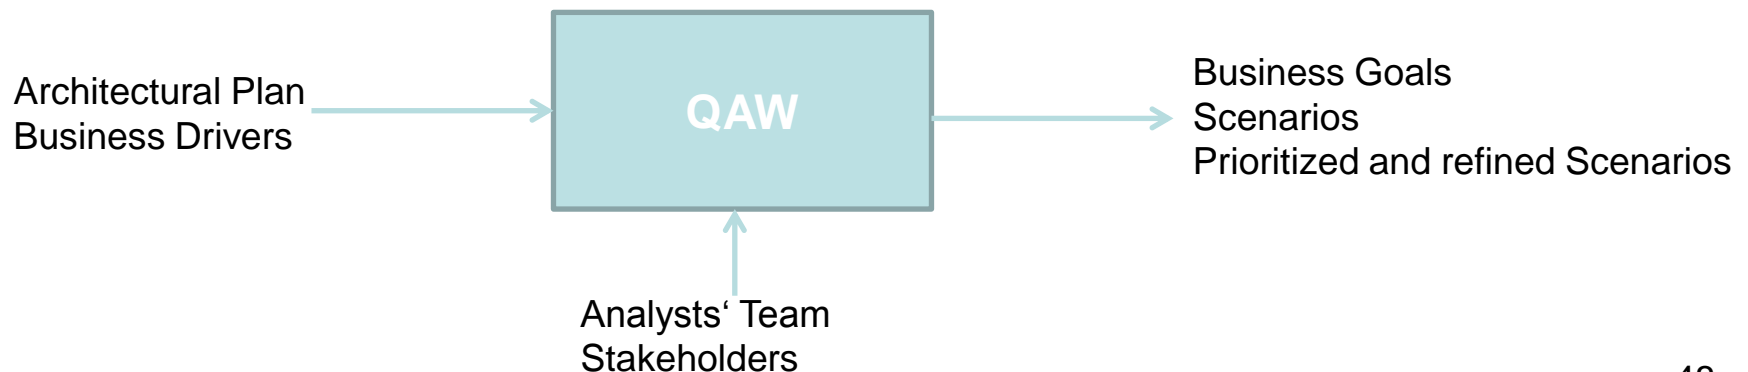 Architectural Plan
Business Drivers
QAW
Business Goals
Scenarios
Prioritized and refined Scenarios
Analysts‘ Team
Stakeholders